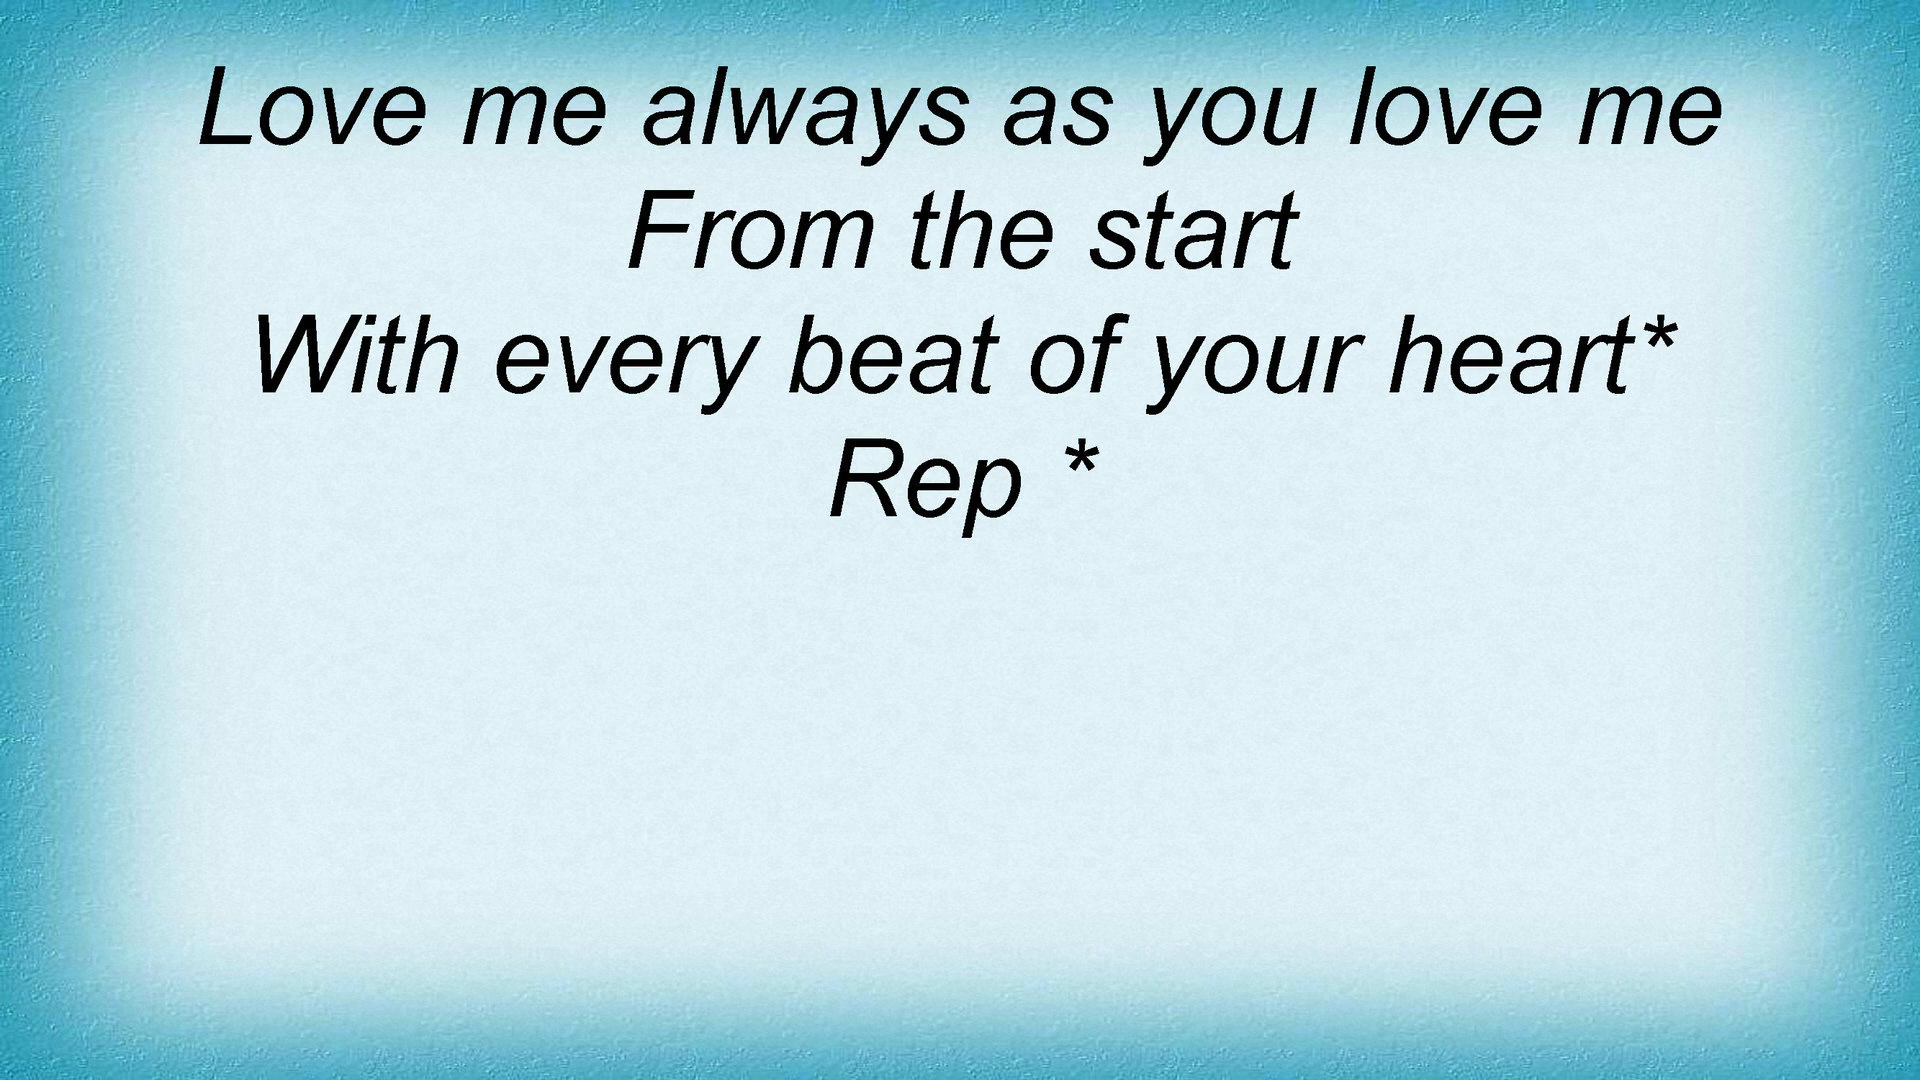 Love me always as you love me
From the start
With every beat of your heart*
Rep *